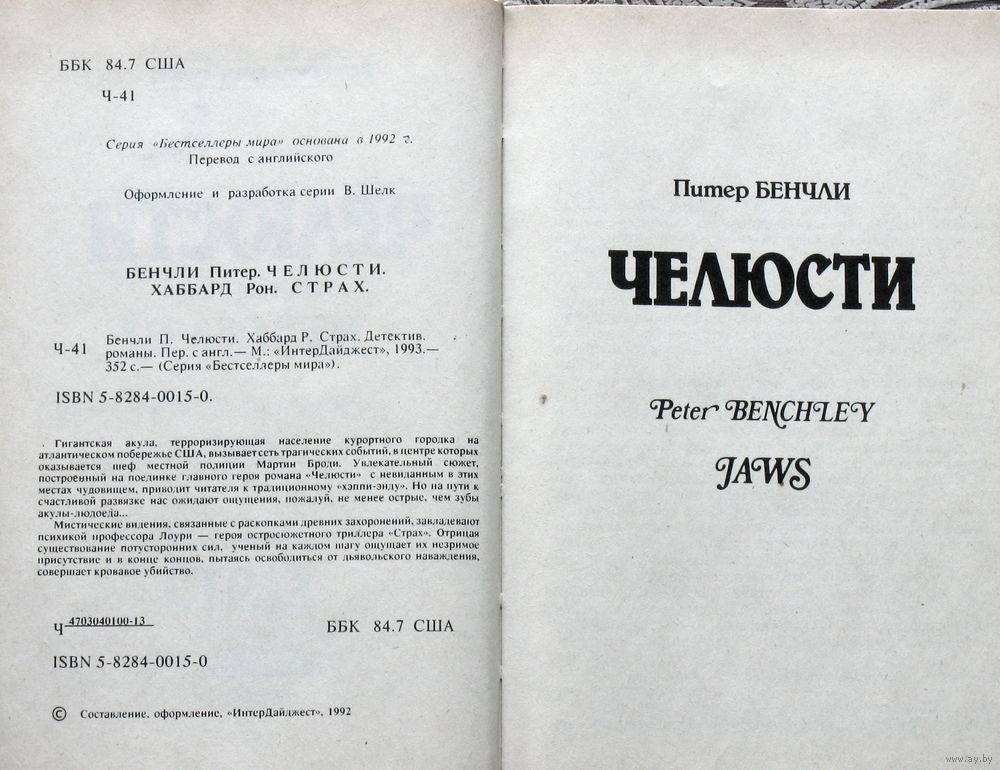 ББК 84.7 США
Ч-41
Серия «Бестселлеры мира» основана в 1992 г.
Перевод с английского
Оформление и разработка серии В. Шелк
БЕНЧЛИ Питер. ЧЕЛЮСТИ.
ХАББАРД Рон. СТРАХ.
Бенчли П. Челюсти. Хаббард Р. Страх. Детектив.
Ч-41 романы. Пер. с англ.— М.: «ИнтерДайджест», 1993.—
352 с.— (Серия «Бестселлеры мира»).
ISBN 5-8284-0015-0.
Гигантская акула, терроризирующая население курортного городка на
атлантическом побережье США, вызывает сеть трагических событий, в центре которых
оказывается шеф местной полиции Мартин Броди. Увлекательный сюжет,
построенный на поединке главного героя романа «Челюсти» с невиданным в этих
местах чудовищем, приводит читателя к традиционному «хэппи-энду». Но на пути к
счастливой развязке нас ожидают ощущения, пожалуй, не менее острые, чем зубы
акулы-людоеда...
Мистические видения, связанные с раскопками древних захоронений, завладевают
психикой профессора Лоури — героя остросюжетного триллера «Страх». Отрицая
существование потусторонних сил, ученый на каждом шагу ощущает их незримое
присутствие и в конце концов, пытаясь освободиться от дьявольского наваждения,
совершает кровавое убийство.
Ч 4703040100-13 ББК 84.7 США
ISBN 5-8284-0015-0
© Составление, оформление, «ИнтерДайджест», 1992
Питер БЕНЧЛИ
ЧЕЛЮСТИ
Peter BENCHLEY
JAWS
www.ay.by